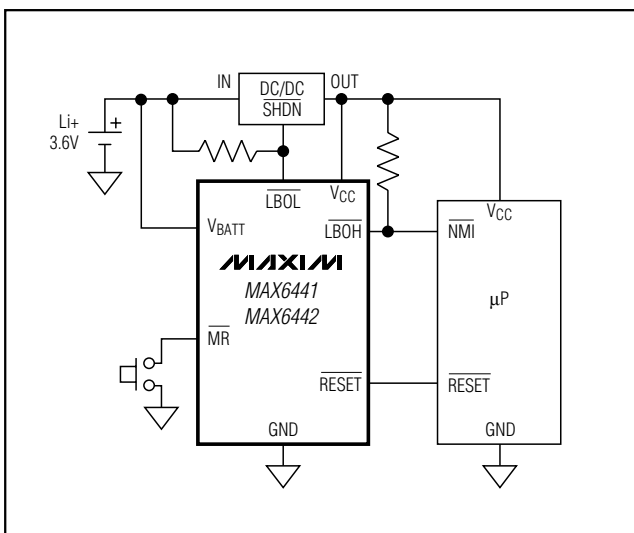 IN
DC/DC
SHDN
OUT
Li+
3.6V
+
LBOL
VCC
VBATT
LBOH
NMI
VCC
MAXIM
MAX6441
MAX6442
µP
MR
RESET
RESET
GND
GND